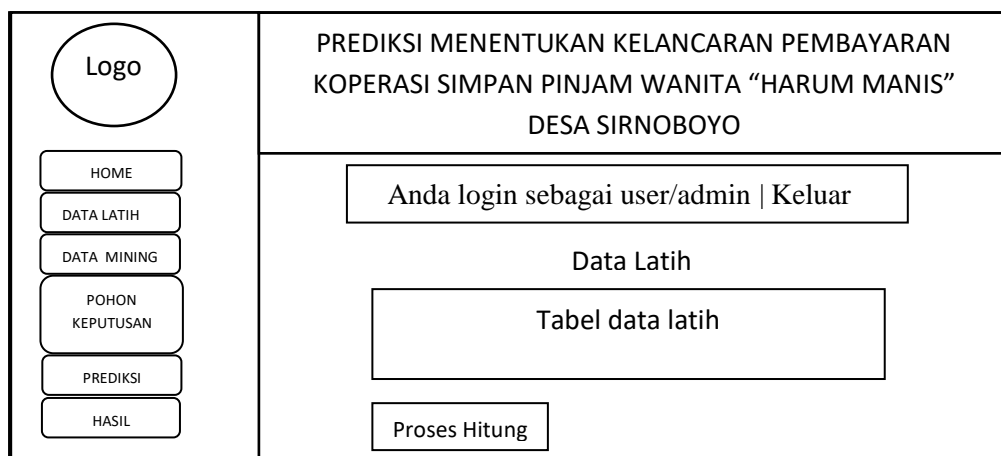 Logo
HOME
DATA LATIH
DATA MINING
POHON
KEPUTUSAN
PREDIKSI
HASIL
PREDIKSI MENENTUKAN KELANCARAN PEMBAYARAN
KOPERASI SIMPAN PINJAM WANITA “HARUM MANIS”
DESA SIRNOBOYO
Anda login sebagai user/admin | Keluar
Data Latih
Tabel data latih
Proses Hitung